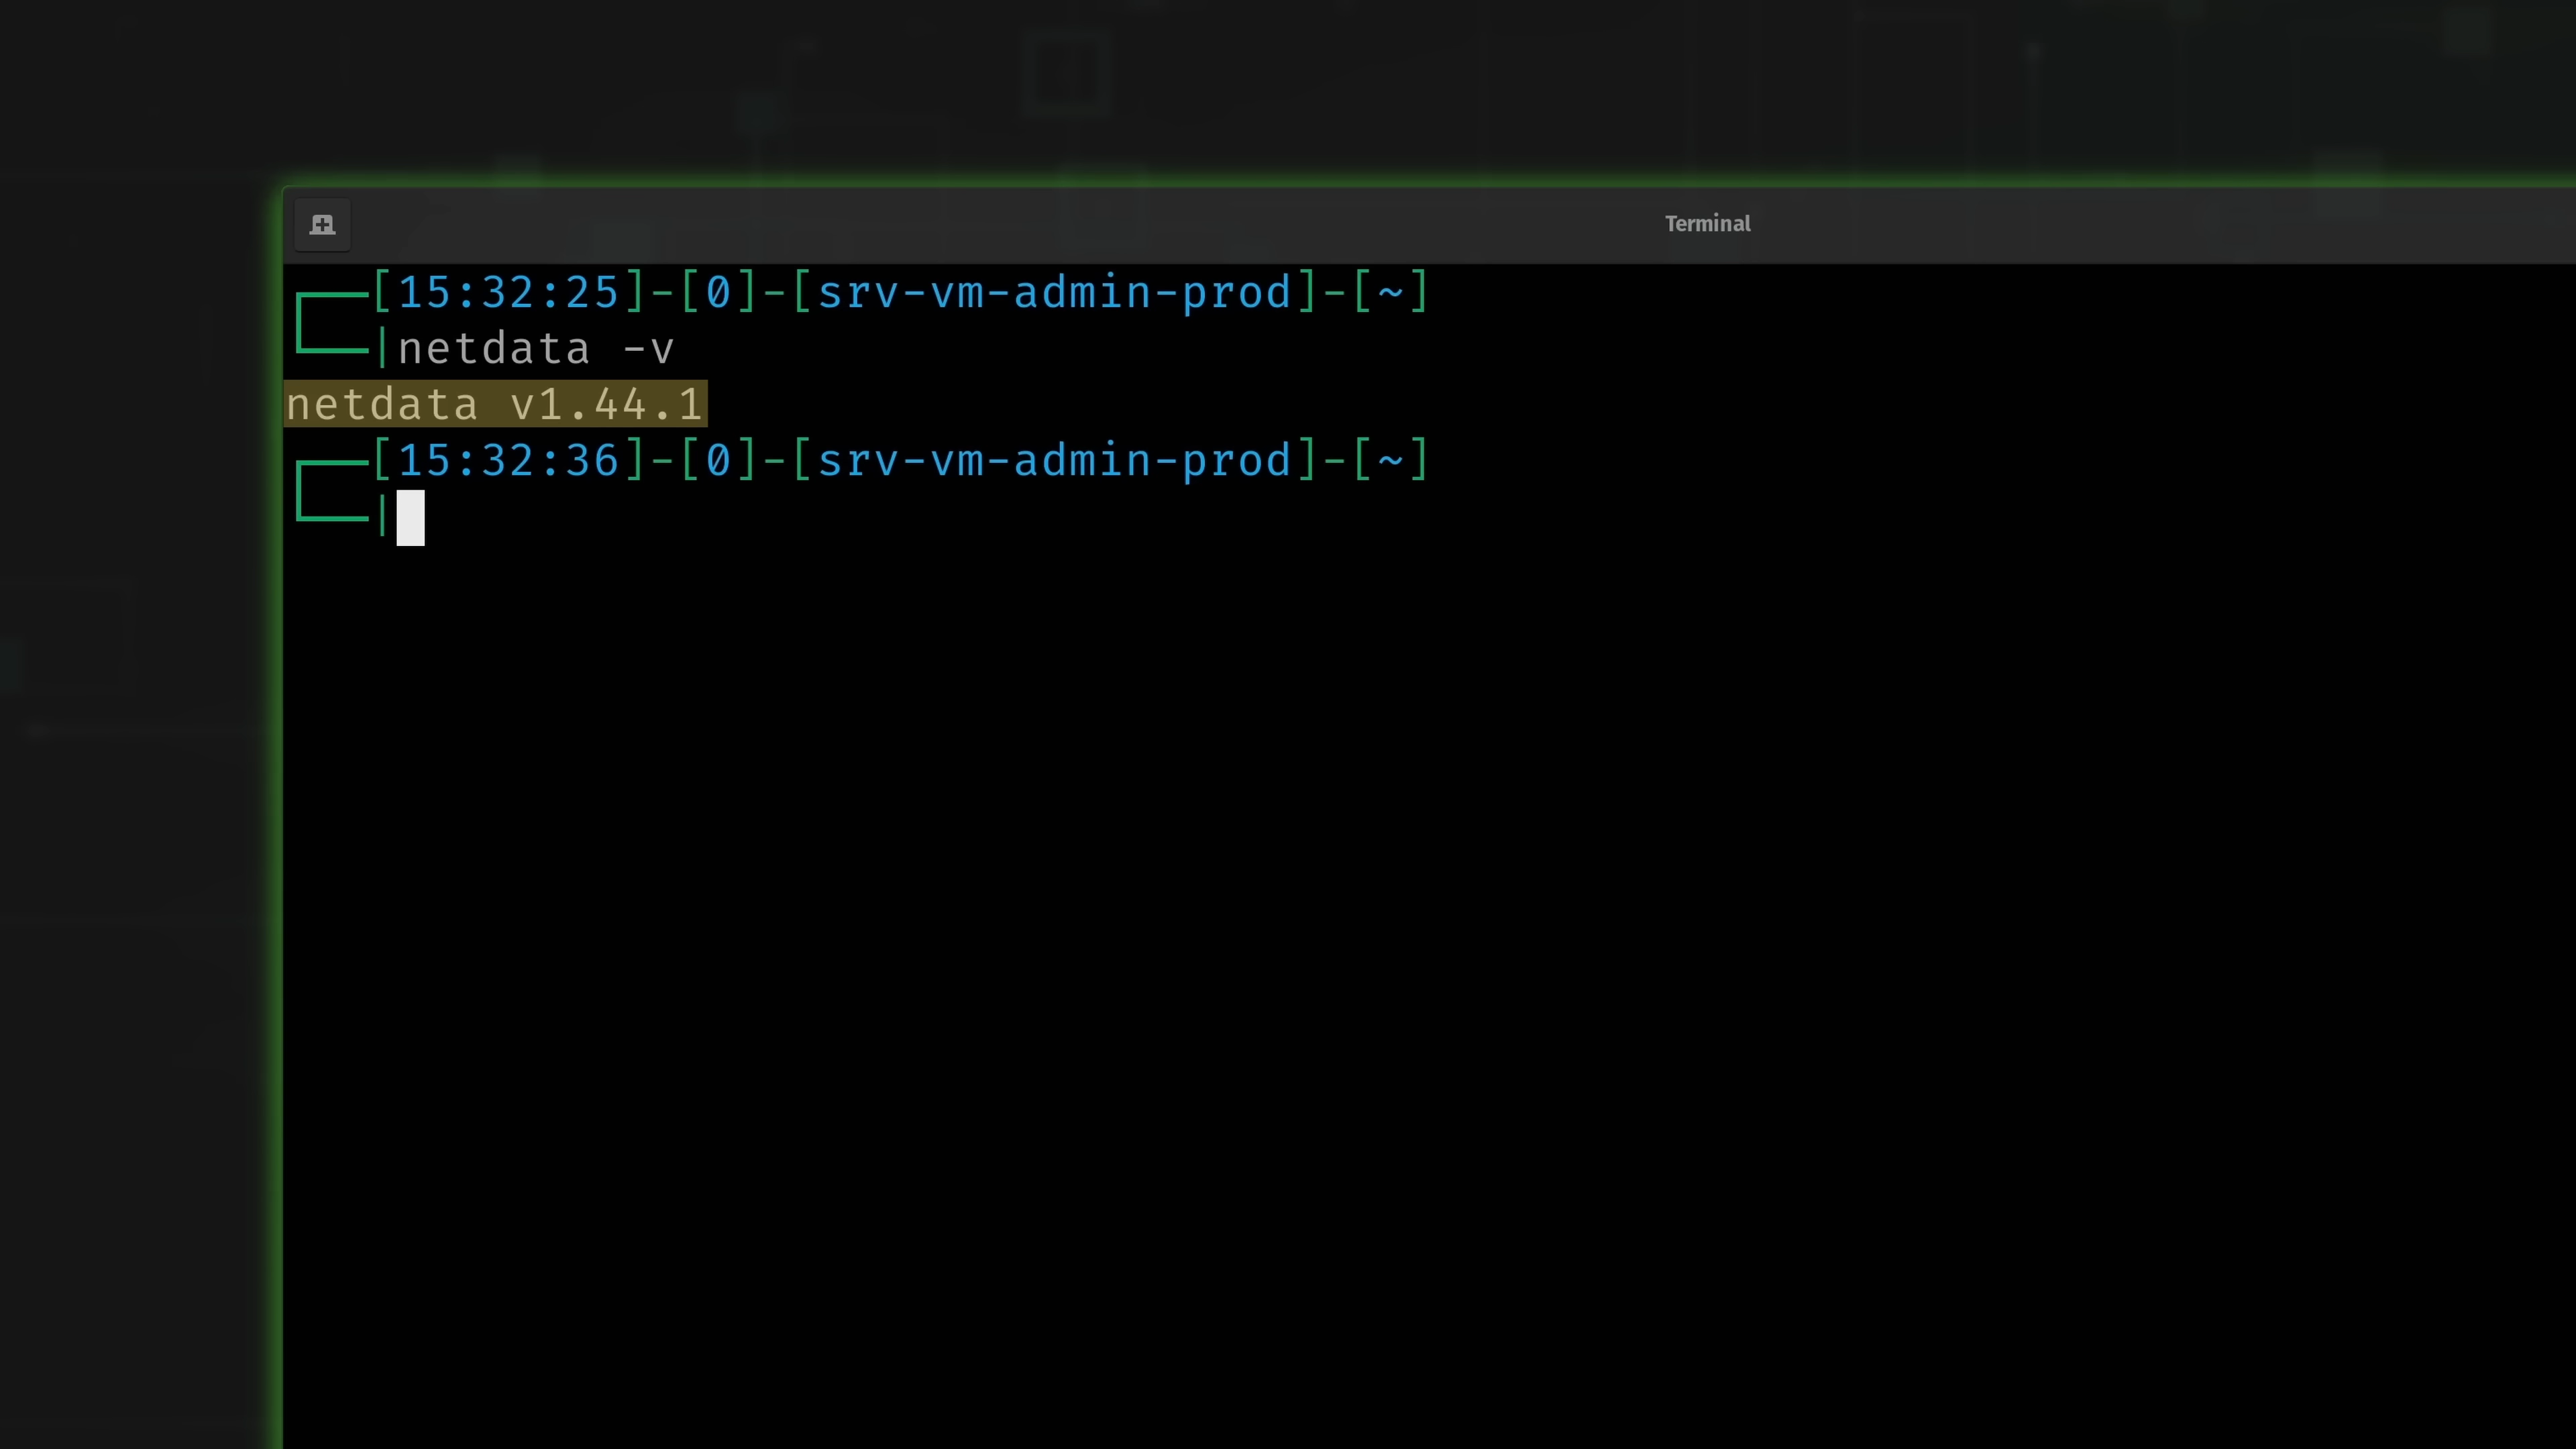 Terminal
┌──[15:32:25]-[0]-[srv-vm-admin-prod]-[~]
└──|netdata -v
netdata v1.44.1
┌──[15:32:36]-[0]-[srv-vm-admin-prod]-[~]
└──|